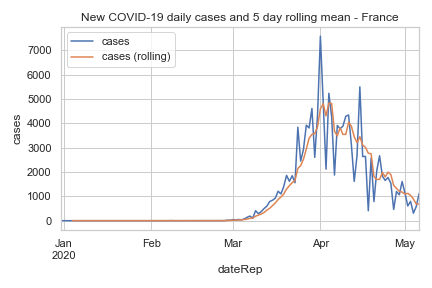 New COVID-19 daily cases and 5 day rolling mean - France
cases
cases (rolling)
7000
6000
5000
4000
3000
2000
1000
0
cases
Jan
2020
Feb
Mar
Apr
May
dateRep